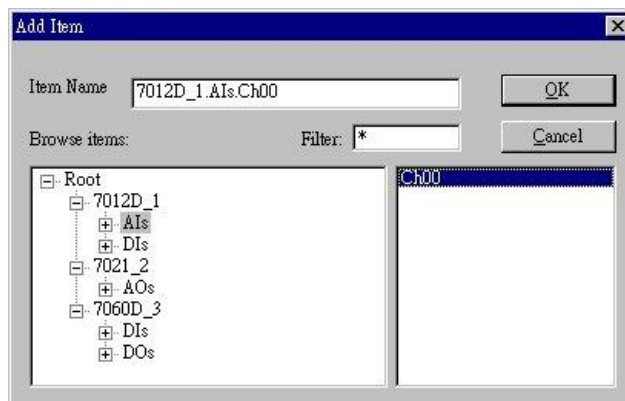 Add Item
Item Name 7012D_1.AIs.Ch00 OK
Browse items: Filter: * Cancel
Root
7012D_1
AIs
DIs
7021_2
AOs
7060D_3
DIs
DOs
Ch00